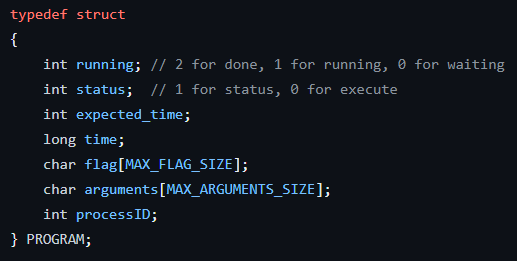 typedef struct
{
    int running; // 2 for done, 1 for running, 0 for waiting
    int status;  // 1 for status, 0 for execute
    int expected_time;
    long time;
    char flag[MAX_FLAG_SIZE];
    char arguments[MAX_ARGUMENTS_SIZE];
    int processID;
} PROGRAM;